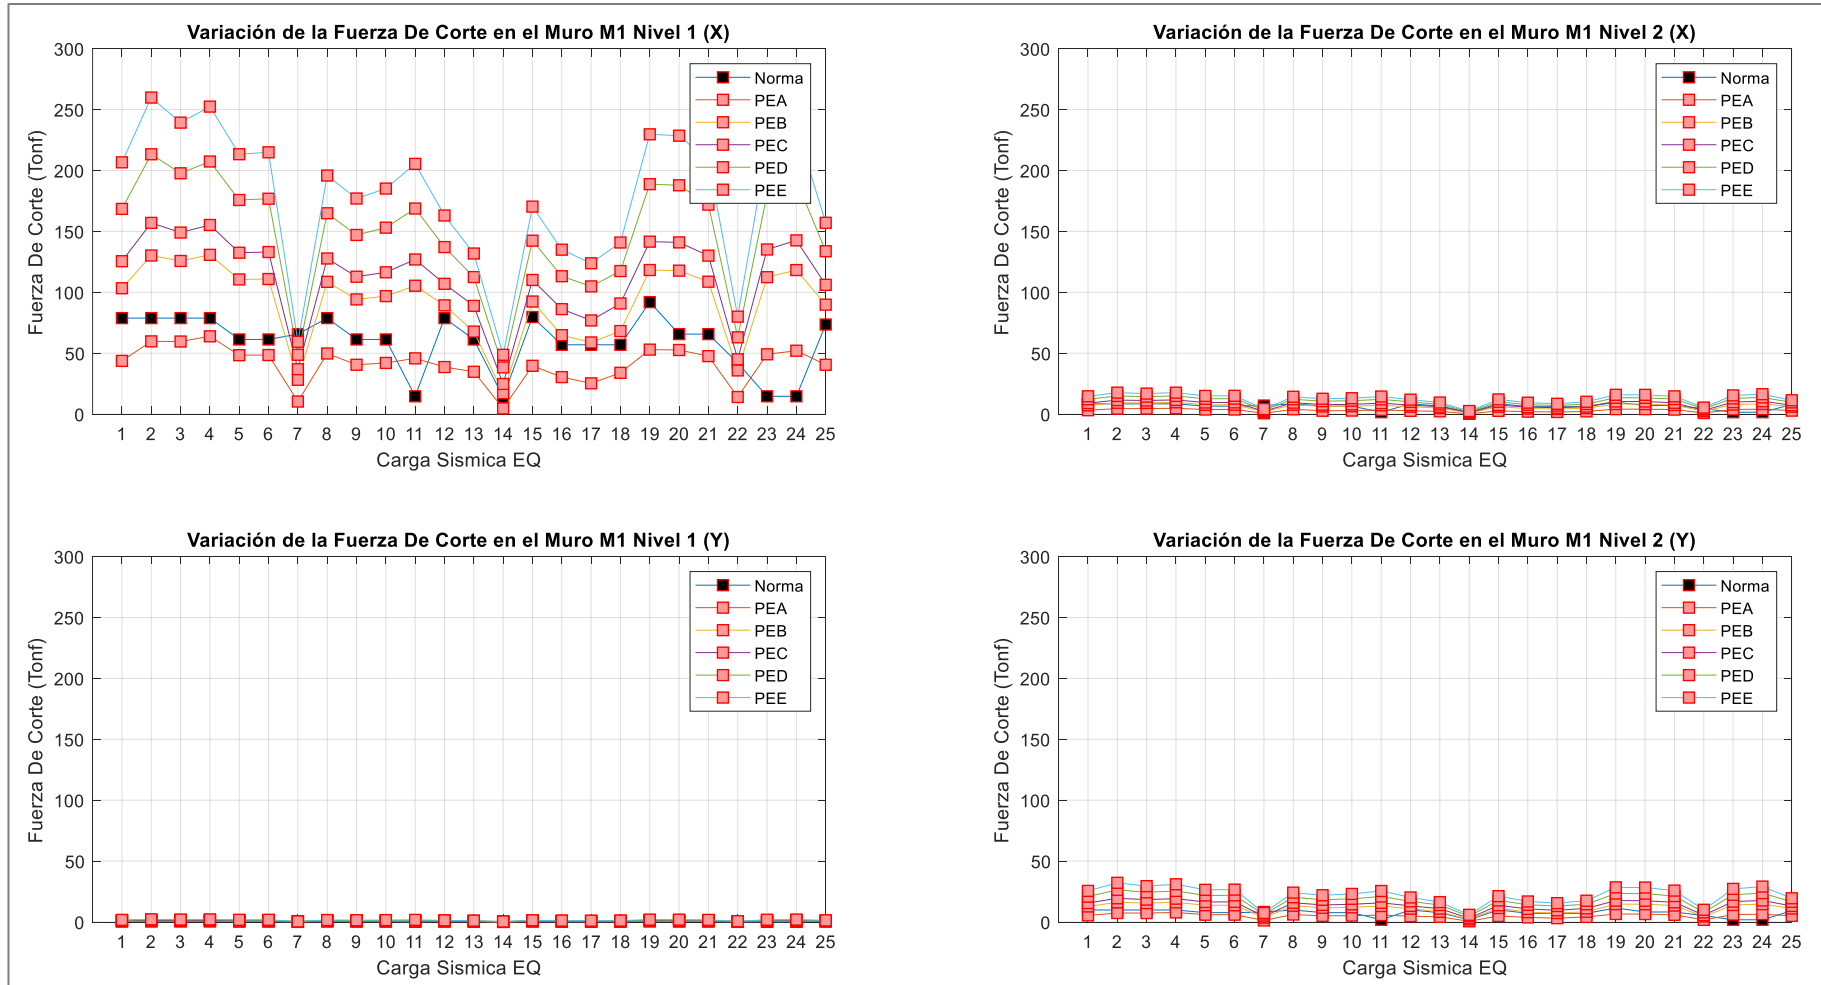 Variación de la Fuerza De Corte en el Muro M1 Nivel 1 (X)
300
250
200
150
100
50
0
Fuerza De Corte (Tonf)
1 2 3 4 5 6 7 8 9 10 11 12 13 14 15 16 17 18 19 20 21 22 23 24 25
Carga Sismica EQ
Norma
PEA
PEB
PEC
PED
PEE
Variación de la Fuerza De Corte en el Muro M1 Nivel 2 (X)
300
250
200
150
100
50
0
Fuerza De Corte (Tonf)
1 2 3 4 5 6 7 8 9 10 11 12 13 14 15 16 17 18 19 20 21 22 23 24 25
Carga Sismica EQ
Norma
PEA
PEB
PEC
PED
PEE
Variación de la Fuerza De Corte en el Muro M1 Nivel 1 (Y)
300
250
200
150
100
50
0
Fuerza De Corte (Tonf)
1 2 3 4 5 6 7 8 9 10 11 12 13 14 15 16 17 18 19 20 21 22 23 24 25
Carga Sismica EQ
Norma
PEA
PEB
PEC
PED
PEE
Variación de la Fuerza De Corte en el Muro M1 Nivel 2 (Y)
300
250
200
150
100
50
0
Fuerza De Corte (Tonf)
1 2 3 4 5 6 7 8 9 10 11 12 13 14 15 16 17 18 19 20 21 22 23 24 25
Carga Sismica EQ
Norma
PEA
PEB
PEC
PED
PEE